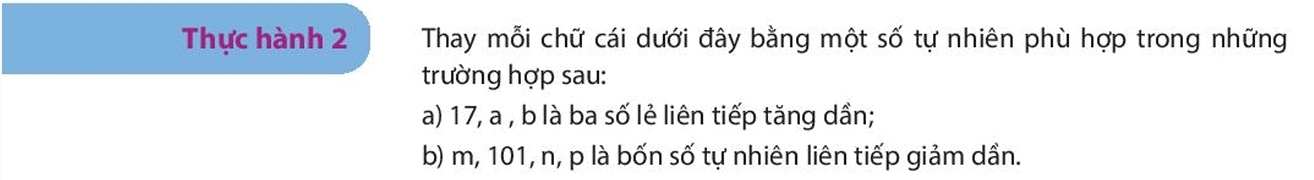 Thực hành 2
Thay mỗi chữ cái dưới đây bằng một số tự nhiên phù hợp trong những
trường hợp sau:
a) 17, a , b là ba số lẻ liên tiếp tăng dần;
b) m, 101, n, p là bốn số tự nhiên liên tiếp giảm dần.